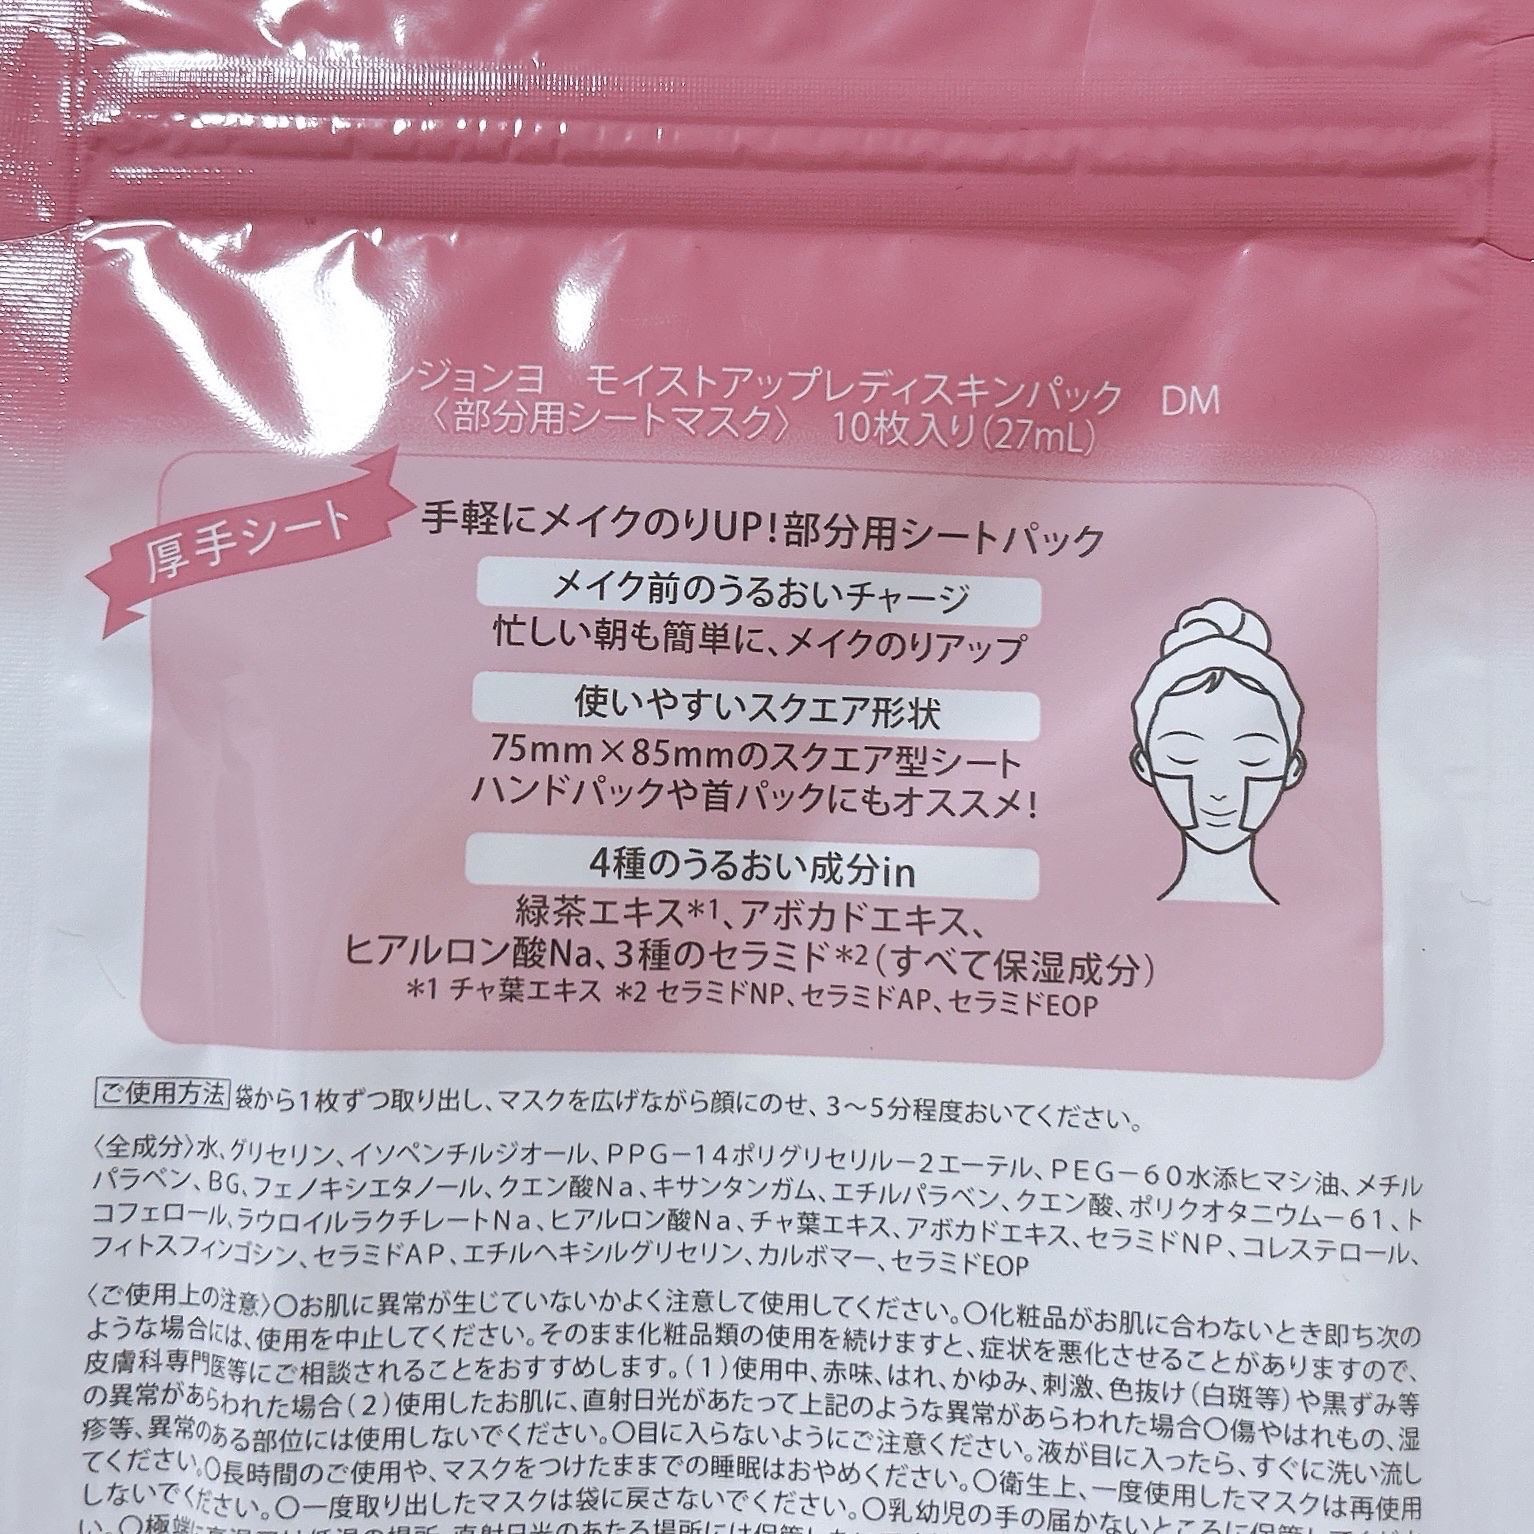 ンジョンヨ　モイストアップレディスキンパック　DM
〈部分用シートマスク〉　10枚入り(27mL)
厚手シート
手軽にメイクのりUP!部分用シートパック
メイク前のうるおいチャージ
忙しい朝も簡単に、メイクのりアップ
使いやすいスクエア形状
75mm×85mmのスクエア型シート
ハンドパックや首パックにもオススメ!
4種のうるおい成分in
緑茶エキス*1、アボカドエキス、
ヒアルロン酸Na、3種のセラミド*2(すべて保湿成分)
*1 チャ葉エキス *2 セラミドNP、セラミドAP、セラミドEOP
ご使用方法 袋から1枚ずつ取り出し、マスクを広げながら顔にのせ、3〜5分程度おいてください。
〈全成分〉水、グリセリン、イソペンチルジオール、PPG−14ポリグリセリル−2エーテル、PEG−60水添ヒマシ油、メチル
パラベン、BG、フェノキシエタノール、クエン酸Na、キサンタンガム、エチルパラベン、クエン酸、ポリクオタニウム−61、ト
コフェロール、ラウロイルラクチレートNa、ヒアルロン酸Na、チャ葉エキス、アボカドエキス、セラミドNP、コレステロール、
フィトスフィンゴシン、セラミドAP、エチルヘキシルグリセリン、カルボマー、セラミドEOP
〈ご使用上の注意〉○お肌に異常が生じていないかよく注意して使用してください。○化粧品がお肌に合わないとき即ち次の
ような場合には、使用を中止してください。そのまま化粧品類の使用を続けますと、症状を悪化させることがありますので、
皮膚科専門医等にご相談されることをおすすめします。(1)使用中、赤味、はれ、かゆみ、刺激、色抜け(白斑等)や黒ずみ等
の異常があらわれた場合(2)使用したお肌に、直射日光があたって上記のような異常があらわれた場合○傷やはれもの、湿
疹等、異常のある部位には使用しないでください。○目に入らないようにご注意ください。液が目に入ったら、すぐに洗い流し
てください。○長時間のご使用や、マスクをつけたままでの睡眠はおやめください。○衛生上、一度使用したマスクは再使用
しないでください。○一度取り出したマスクは袋に戻さないでください。○乳幼児の手の届かないところに保管してくだ
い。○極端に高温又は低温の場所、直射日光のあたる場所には保管し